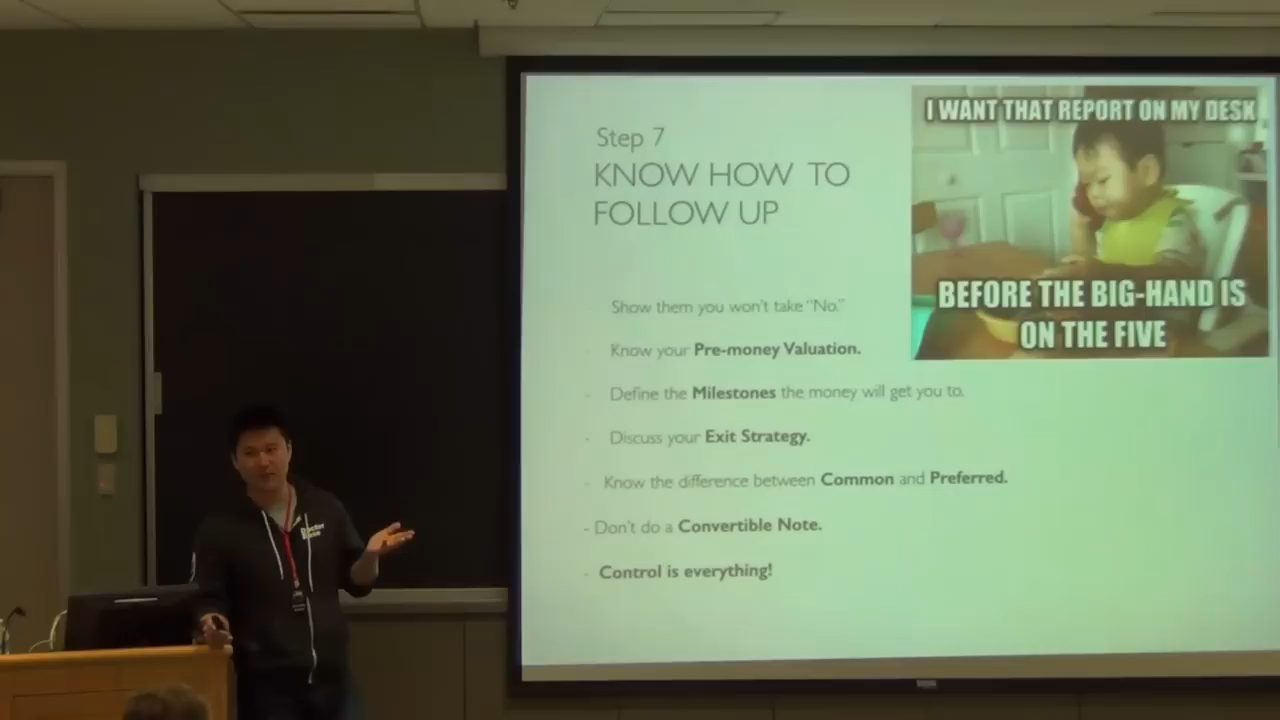 Step 7
KNOW HOW TO
FOLLOW UP
I WANT THAT REPORT ON MY DESK
BEFORE THE BIG-HAND IS
ON THE FIVE
Show them you won't take "No."
- Know your Pre-money Valuation.
- Define the Milestones the money will get you to.
- Discuss your Exit Strategy.
- Know the difference between Common and Preferred.
- Don't do a Convertible Note.
- Control is everything!